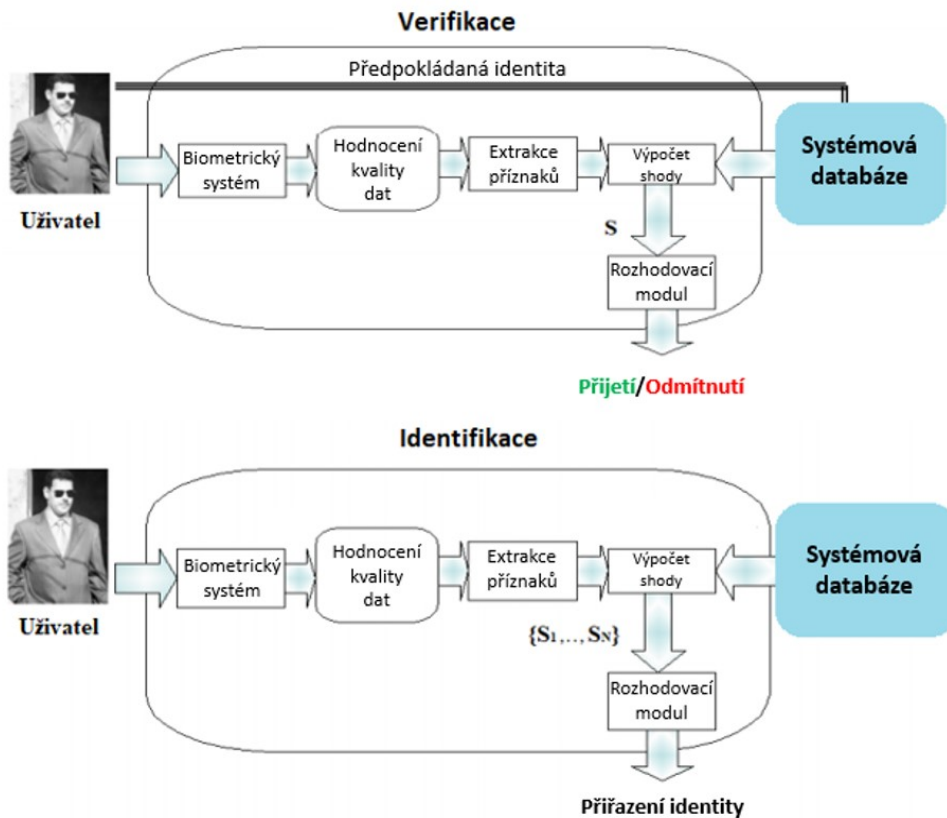 Verifikace
Předpokládaná identita
Biometrický
systém
Hodnocení
kvality
dat
Extrakce
příznaků
Výpočet
shody
Systémová
databáze
Uživatel
S
Rozhodovací
modul
Přijetí/Odmítnutí
Identifikace
Biometrický
systém
Hodnocení
kvality
dat
Extrakce
příznaků
Výpočet
shody
Systémová
databáze
Uživatel
{S₁,..., S_N}
Rozhodovací
modul
Přiřazení identity